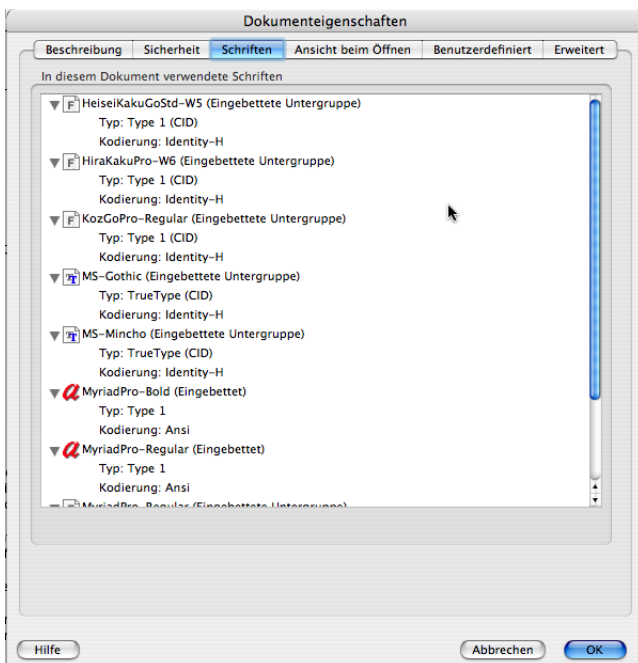 Dokumenteigenschaften
Beschreibung Sicherheit Schriften Ansicht beim Öffnen Benutzerdefiniert Erweitert
In diesem Dokument verwendete Schriften
HeiseiKakuGoStd-W5 (Eingebettete Untergruppe)
Typ: Type 1 (CID)
Kodierung: Identity-H
HiraKakuPro-W6 (Eingebettete Untergruppe)
Typ: Type 1 (CID)
Kodierung: Identity-H
KozGoPro-Regular (Eingebettete Untergruppe)
Typ: Type 1 (CID)
Kodierung: Identity-H
MS-Gothic (Eingebettete Untergruppe)
Typ: TrueType (CID)
Kodierung: Identity-H
MS-Mincho (Eingebettete Untergruppe)
Typ: TrueType (CID)
Kodierung: Identity-H
MyriadPro-Bold (Eingebettet)
Typ: Type 1
Kodierung: Ansi
MyriadPro-Regular (Eingebettet)
Typ: Type 1
Kodierung: Ansi
MyriadPro-Regular (Eingebettete Untergruppe)
Hilfe Abbrechen OK